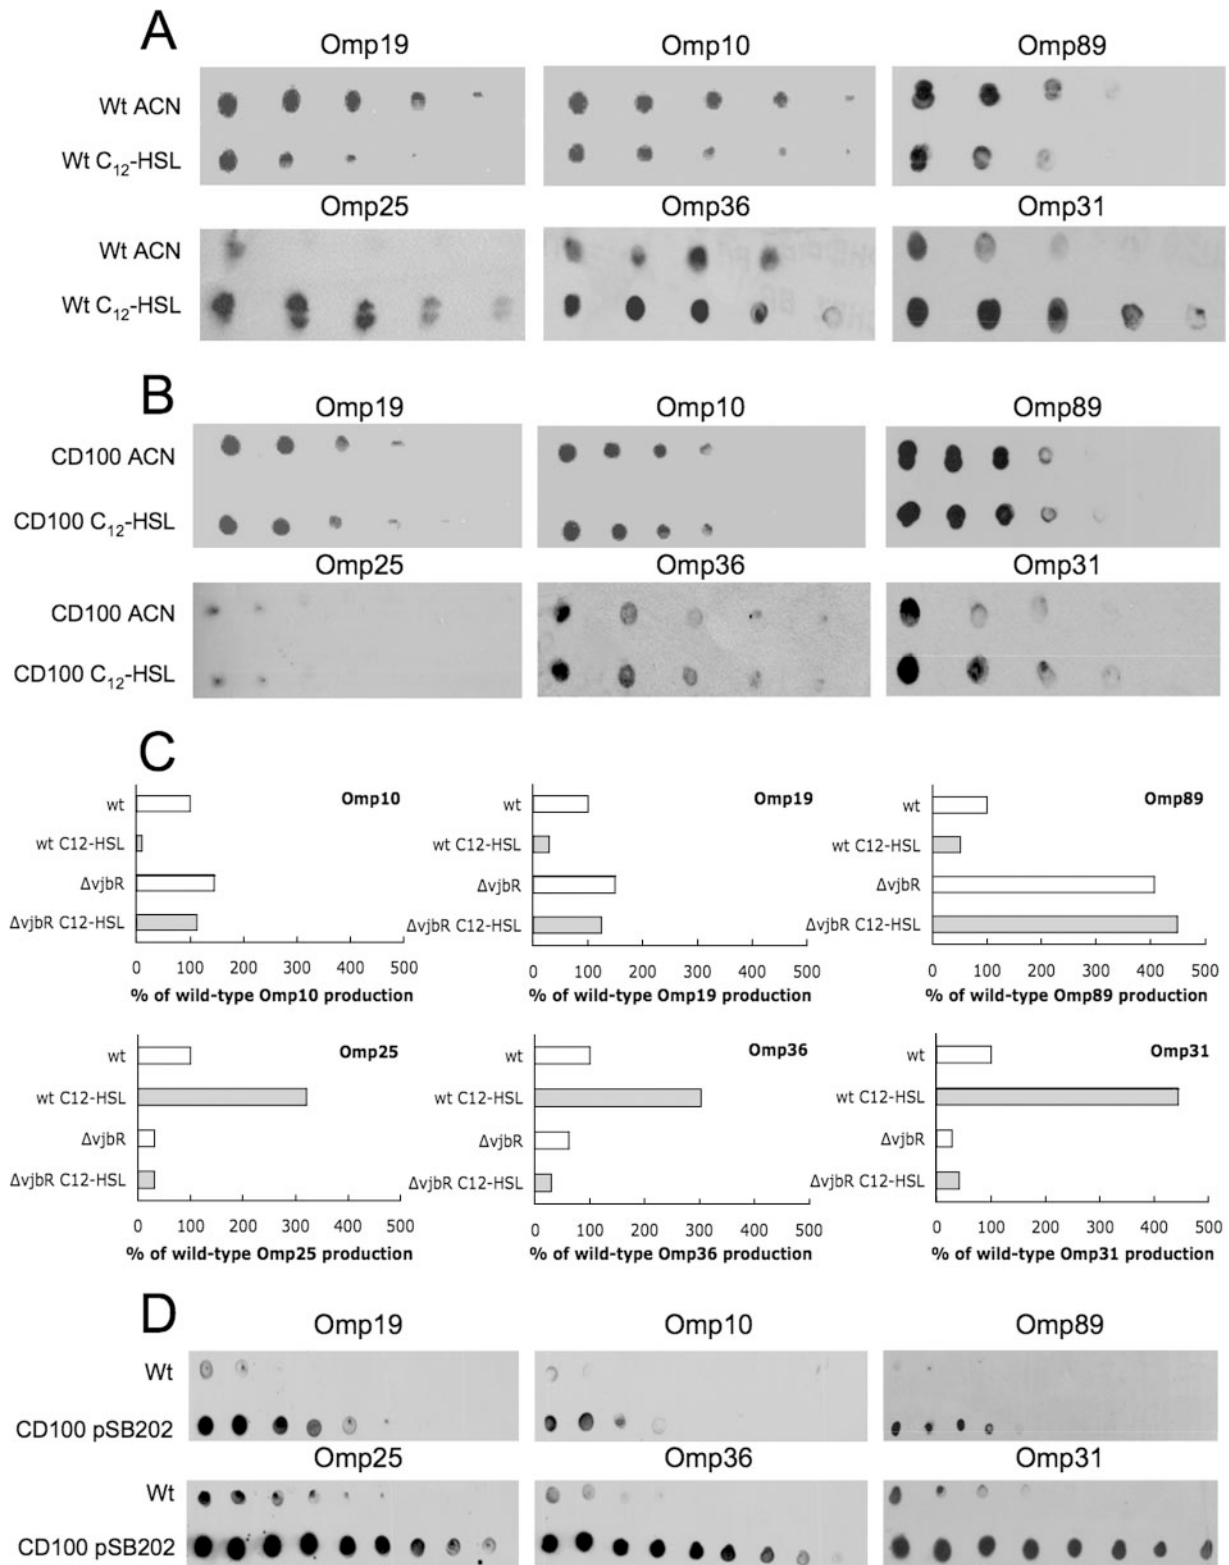 A
Omp19 Omp10 Omp89
Wt ACN
Wt C12-HSL
Omp25 Omp36 Omp31
Wt ACN
Wt C12-HSL
B
Omp19 Omp10 Omp89
CD100 ACN
CD100 C12-HSL
Omp25 Omp36 Omp31
CD100 ACN
CD100 C12-HSL
C
wt Omp10 wt Omp19 wt Omp89
wt C12-HSL wt C12-HSL wt C12-HSL
ΔvjbR ΔvjbR ΔvjbR
ΔvjbR C12-HSL ΔvjbR C12-HSL ΔvjbR C12-HSL
0 100 200 300 400 500 0 100 200 300 400 500 0 100 200 300 400 500
% of wild-type Omp10 production % of wild-type Omp19 production % of wild-type Omp89 production
wt Omp25 wt Omp36 wt Omp31
wt C12-HSL wt C12-HSL wt C12-HSL
ΔvjbR ΔvjbR ΔvjbR
ΔvjbR C12-HSL ΔvjbR C12-HSL ΔvjbR C12-HSL
0 100 200 300 400 500 0 100 200 300 400 500 0 100 200 300 400 500
% of wild-type Omp25 production % of wild-type Omp36 production % of wild-type Omp31 production
D
Omp19 Omp10 Omp89
Wt
CD100 pSB202
Omp25 Omp36 Omp31
Wt
CD100 pSB202